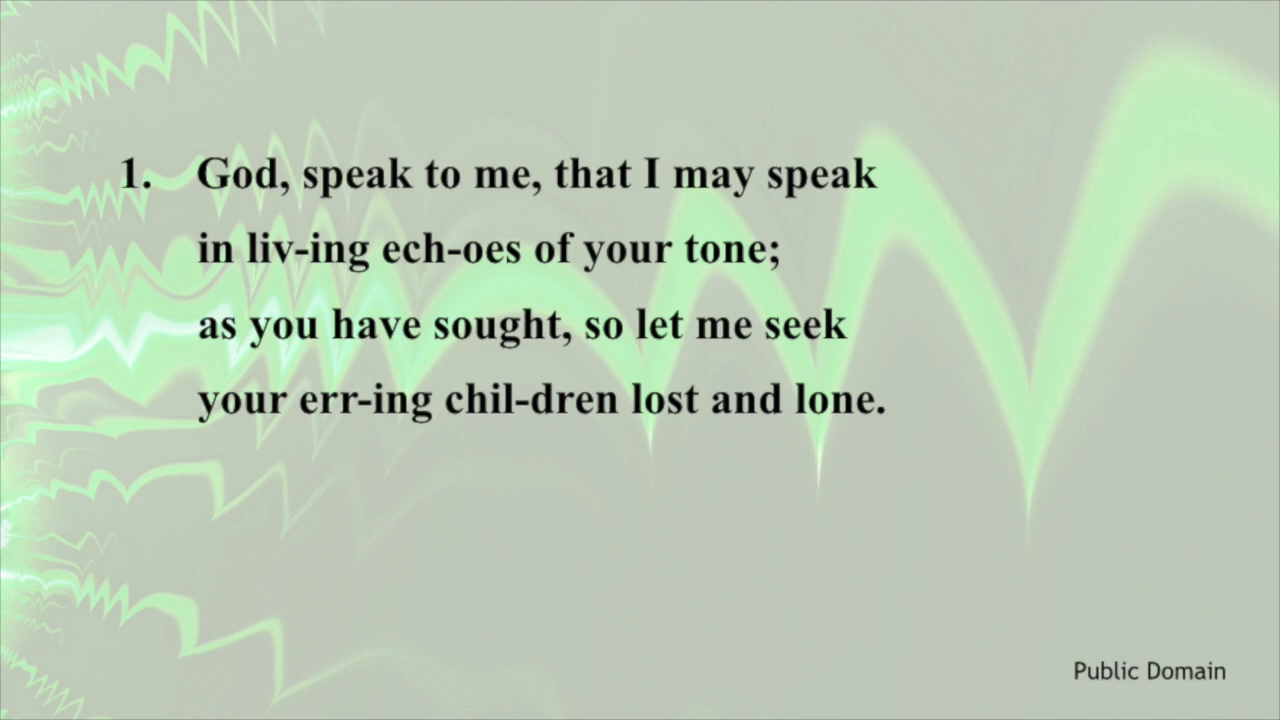 1. God, speak to me, that I may speak
in liv-ing ech-oes of your tone;
as you have sought, so let me seek
your err-ing chil-dren lost and lone.
Public Domain